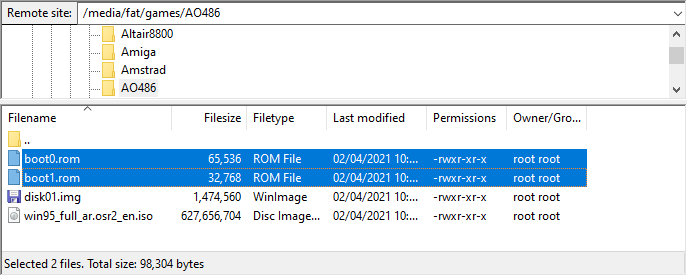 Remote site: /media/fat/games/AO486
Altair8800
Amiga
Amstrad
AO486
Filename Filesize Filetype Last modified Permissions Owner/Gro...
..
boot0.rom 65,536 ROM File 02/04/2021 10:... -rwxr-xr-x root root
boot1.rom 32,768 ROM File 02/04/2021 10:... -rwxr-xr-x root root
disk01.img 1,474,560 WinImage 02/04/2021 10:... -rwxr-xr-x root root
win95_full_ar.osr2_en.iso 627,656,704 Disc Image... 02/04/2021 10:... -rwxr-xr-x root root
Selected 2 files. Total size: 98,304 bytes